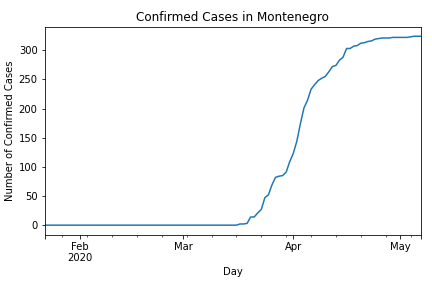 Confirmed Cases in Montenegro
Number of Confirmed Cases
300
250
200
150
100
50
0
Feb
2020
Mar
Apr
May
Day